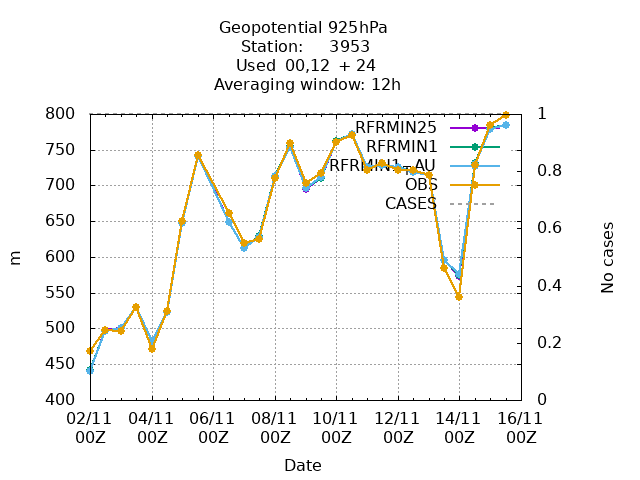 Geopotential 925hPa
Station: 3953
Used 00,12 + 24
Averaging window: 12h
800
750
700
650
600
550
500
450
400
m
1
0.8
0.6
0.4
0.2
0
No cases
RFRMIN25
RFRMIN1
RFRMIN1_AU
OBS
CASES
02/11 04/11 06/11 08/11 10/11 12/11 14/11 16/11
00Z 00Z 00Z 00Z 00Z 00Z 00Z 00Z
Date